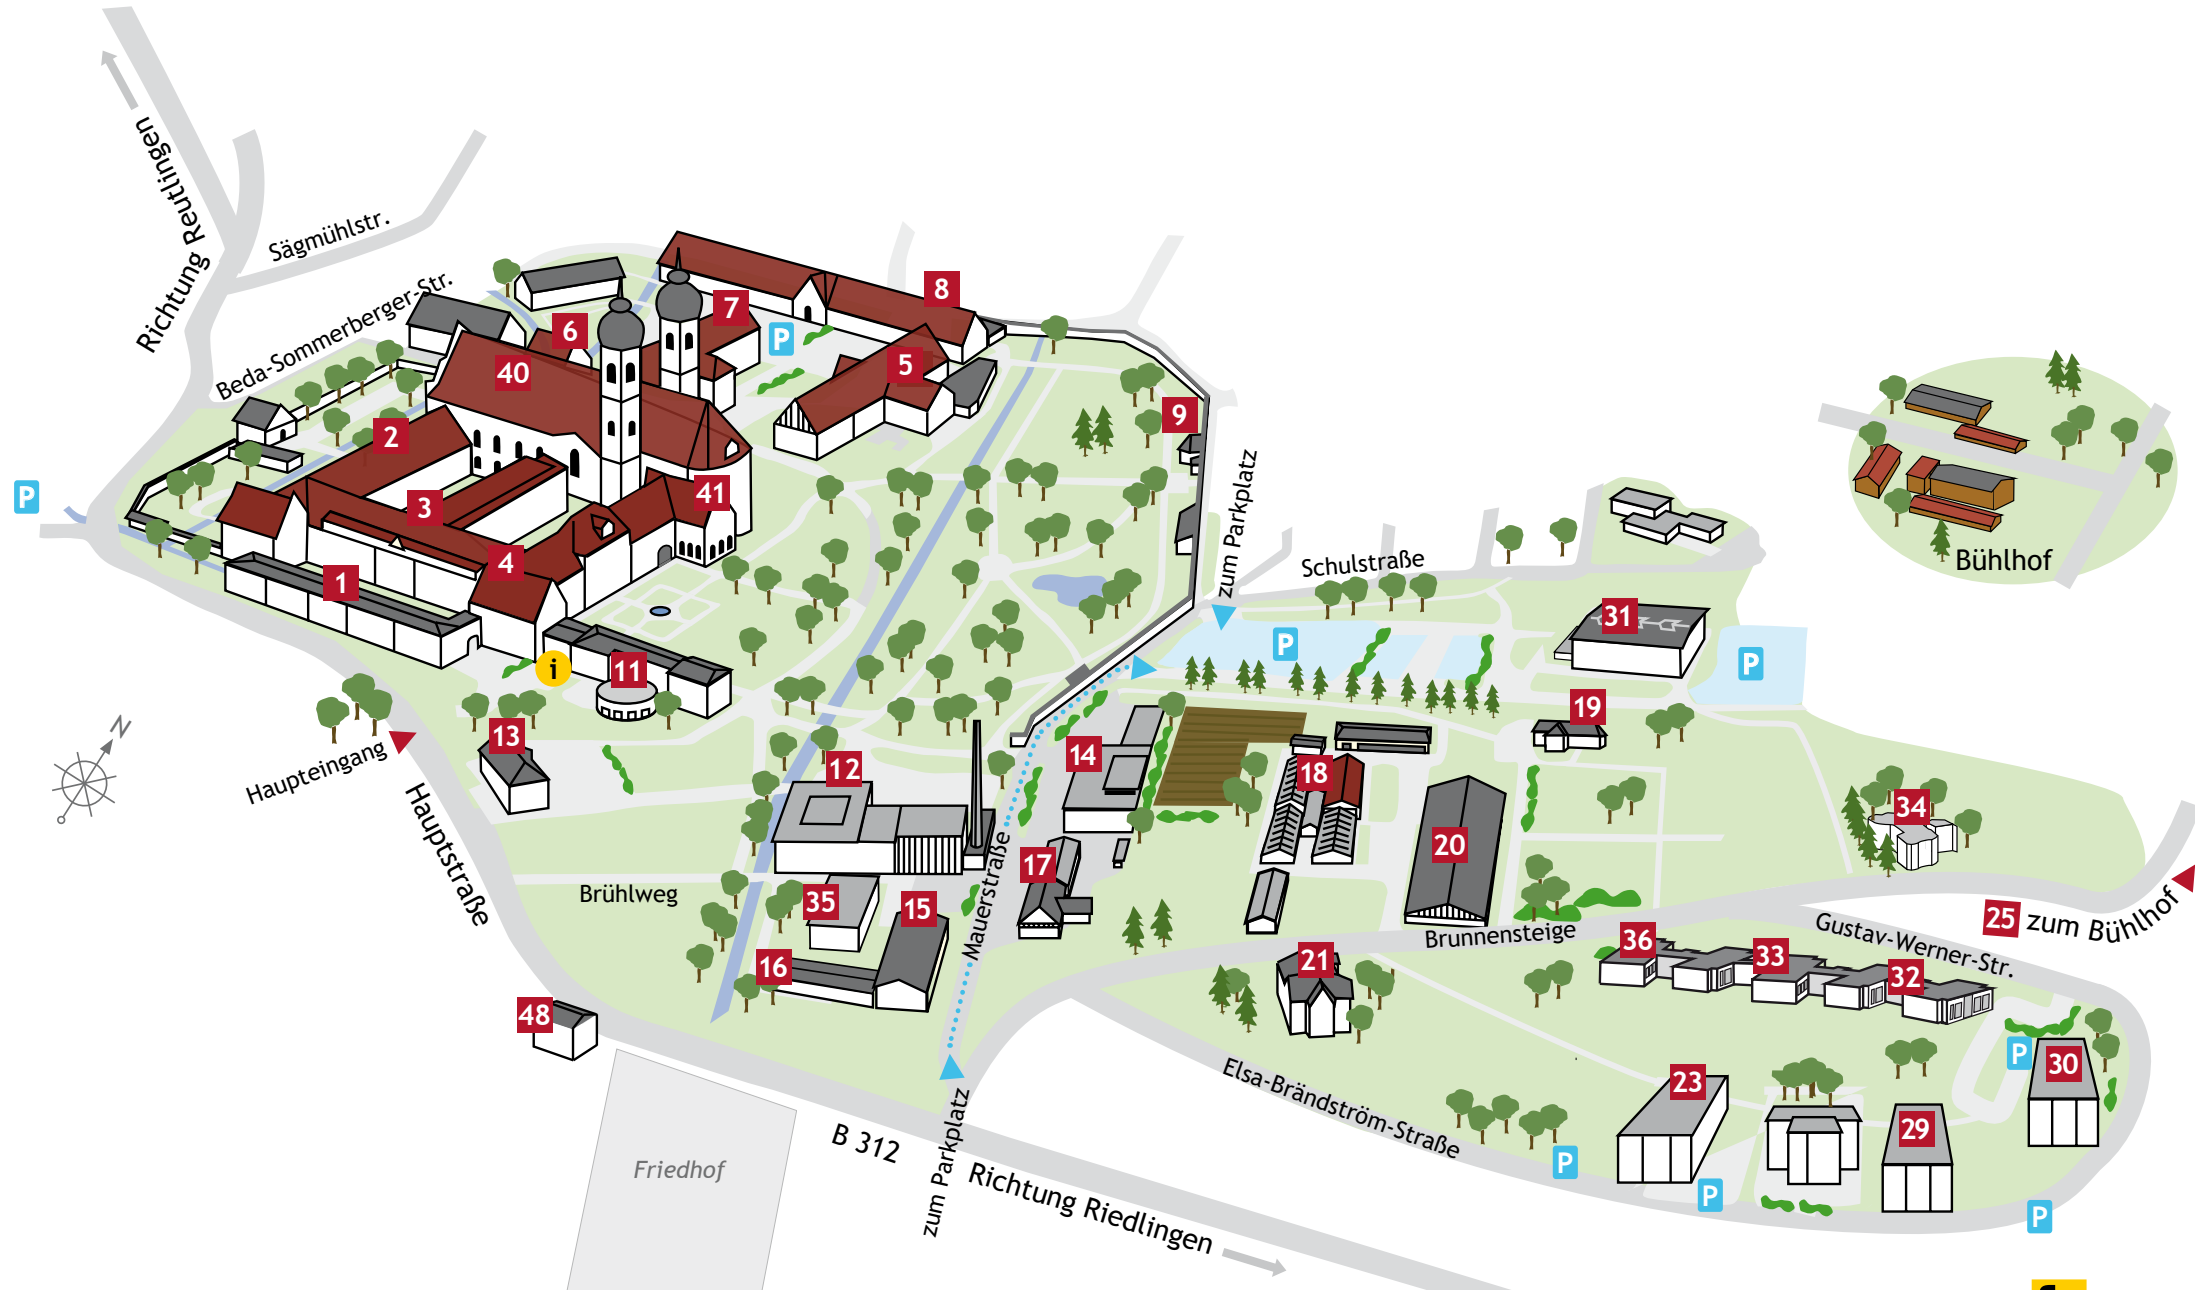 Richtung Reutlingen
Sägmühlstr.
Beda-Sommerberger-Str.
8
7
P
6
5
40
9
2
41
P
3
4
1
zum Parkplatz
Schulstraße
Bühlhof
31
P
P
i
11
19
13
N
Haupteingang
14
12
18
34
Hauptstraße
20
17
Mauerstraße
Brühlweg
35
15
25 zum Bühlhof
Brunnensteige
36
Gustav-Werner-Str.
33
16
21
32
48
P
30
Elsa-Brändström-Straße
23
29
B 312
zum Parkplatz
P
Friedhof
Richtung Riedlingen
P
P